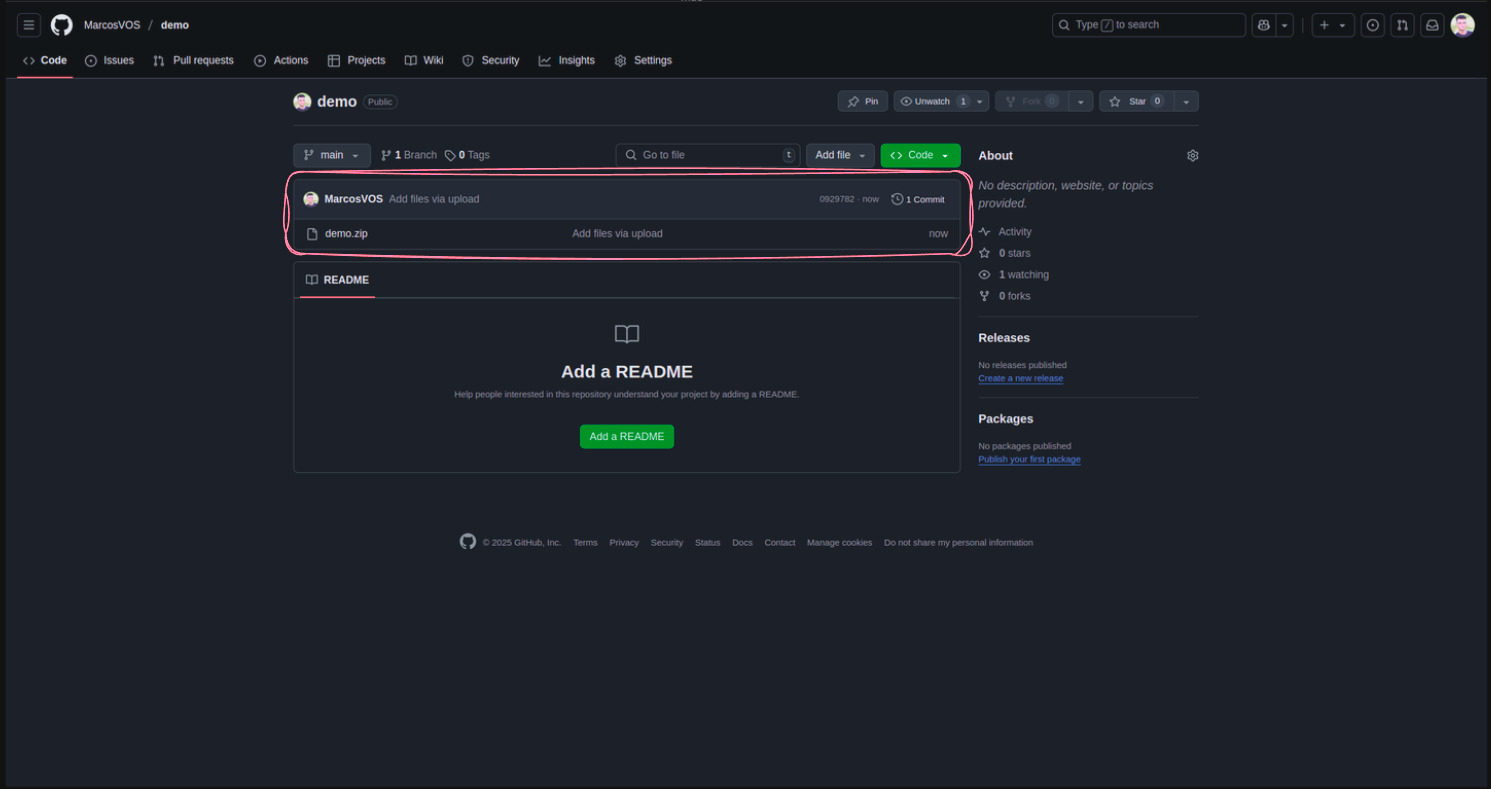 MarcosVOS / demo
Type / to search
Code Issues Pull requests Actions Projects Wiki Security Insights Settings
demo Public
Pin Unwatch 1 Fork 0 Star 0
main 1 Branch 0 Tags Go to file t Add file Code
MarcosVOS Add files via upload 0929782 · now 1 Commit
demo.zip Add files via upload now
README
Add a README
Help people interested in this repository understand your project by adding a README.
Add a README
About
No description, website, or topics
provided.
Activity
0 stars
1 watching
0 forks
Releases
No releases published
Create a new release
Packages
No packages published
Publish your first package
© 2025 GitHub, Inc. Terms Privacy Security Status Docs Contact Manage cookies Do not share my personal information